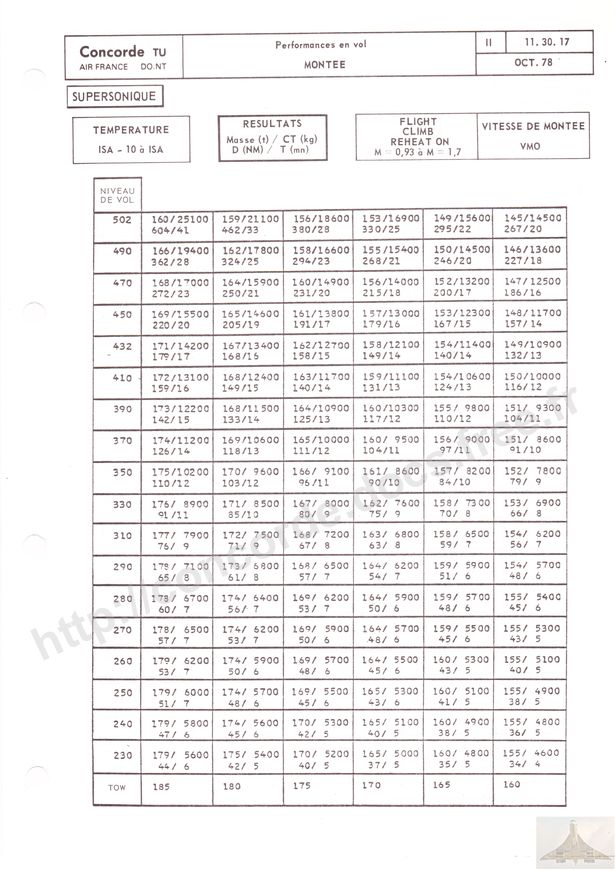 Concorde TU
AIR FRANCE DO.NT
Performances en vol
MONTEE
II 11. 30. 17
OCT. 78
SUPERSONIQUE
TEMPERATURE
ISA - 10 à ISA
RESULTATS
Masse (t) / CT (kg)
D (NM) / T (mn)
FLIGHT
CLIMB
REHEAT ON
M = 0,93 à M = 1,7
VITESSE DE MONTEE
VMO
NIVEAU
DE VOL
502 160/25100 159/21100 156/18600 153/16900 149/15600 145/14500
604/41 462/33 380/28 330/25 295/22 267/20
490 166/19400 162/17800 158/16600 155/15400 150/14500 146/13600
362/28 324/25 294/23 268/21 246/20 227/18
470 168/17000 164/15900 160/14900 156/14000 152/13200 147/12500
272/23 250/21 231/20 215/18 200/17 186/16
450 169/15500 165/14600 161/13800 157/13000 153/12300 148/11700
220/20 205/19 191/17 179/16 167/15 157/14
432 171/14200 167/13400 162/12700 158/12100 154/11400 149/10900
179/17 168/16 158/15 149/14 140/14 132/13
410 172/13100 168/12400 163/11700 159/11100 154/10600 150/10000
159/16 149/15 140/14 131/13 124/13 116/12
390 173/12200 168/11500 164/10900 160/10300 155/ 9800 151/ 9300
142/15 133/14 125/13 117/12 110/12 104/11
370 174/11200 169/10600 165/10000 160/ 9500 156/ 9000 151/ 8600
126/14 118/13 111/12 104/11 97/11 91/10
350 175/10200 170/ 9600 166/ 9100 161/ 8600 157/ 8200 152/ 7800
110/12 103/12 96/11 90/10 84/10 79/ 9
330 176/ 8900 171/ 8500 167/ 8000 162/ 7600 158/ 7300 153/ 6900
91/11 85/10 80/ 9 75/ 9 70/ 8 66/ 8
310 177/ 7900 172/ 7500 168/ 7200 163/ 6800 158/ 6500 154/ 6200
76/ 9 71/ 9 67/ 8 63/ 8 59/ 7 56/ 7
290 178/ 7100 173/ 6800 168/ 6500 164/ 6200 159/ 5900 154/ 5700
65/ 8 61/ 8 57/ 7 54/ 7 51/ 6 48/ 6
280 178/ 6700 174/ 6400 169/ 6200 164/ 5900 159/ 5700 155/ 5400
60/ 7 56/ 7 53/ 7 50/ 6 48/ 6 45/ 6
270 178/ 6500 174/ 6200 169/ 5900 164/ 5700 159/ 5500 155/ 5300
57/ 7 53/ 7 50/ 6 48/ 6 45/ 6 43/ 5
260 179/ 6200 174/ 5900 169/ 5700 164/ 5500 160/ 5300 155/ 5100
53/ 7 50/ 6 48/ 6 45/ 6 43/ 5 40/ 5
250 179/ 6000 174/ 5700 169/ 5500 165/ 5300 160/ 5100 155/ 4900
51/ 7 48/ 6 45/ 6 43/ 6 41/ 5 38/ 5
240 179/ 5800 174/ 5600 170/ 5300 165/ 5100 160/ 4900 155/ 4800
47/ 6 45/ 6 42/ 5 40/ 5 38/ 5 36/ 5
230 179/ 5600 175/ 5400 170/ 5200 165/ 5000 160/ 4800 155/ 4600
44/ 6 42/ 5 40/ 5 37/ 5 35/ 5 34/ 4
TOW 185 180 175 170 165 160
http://concorde.docs.free.fr